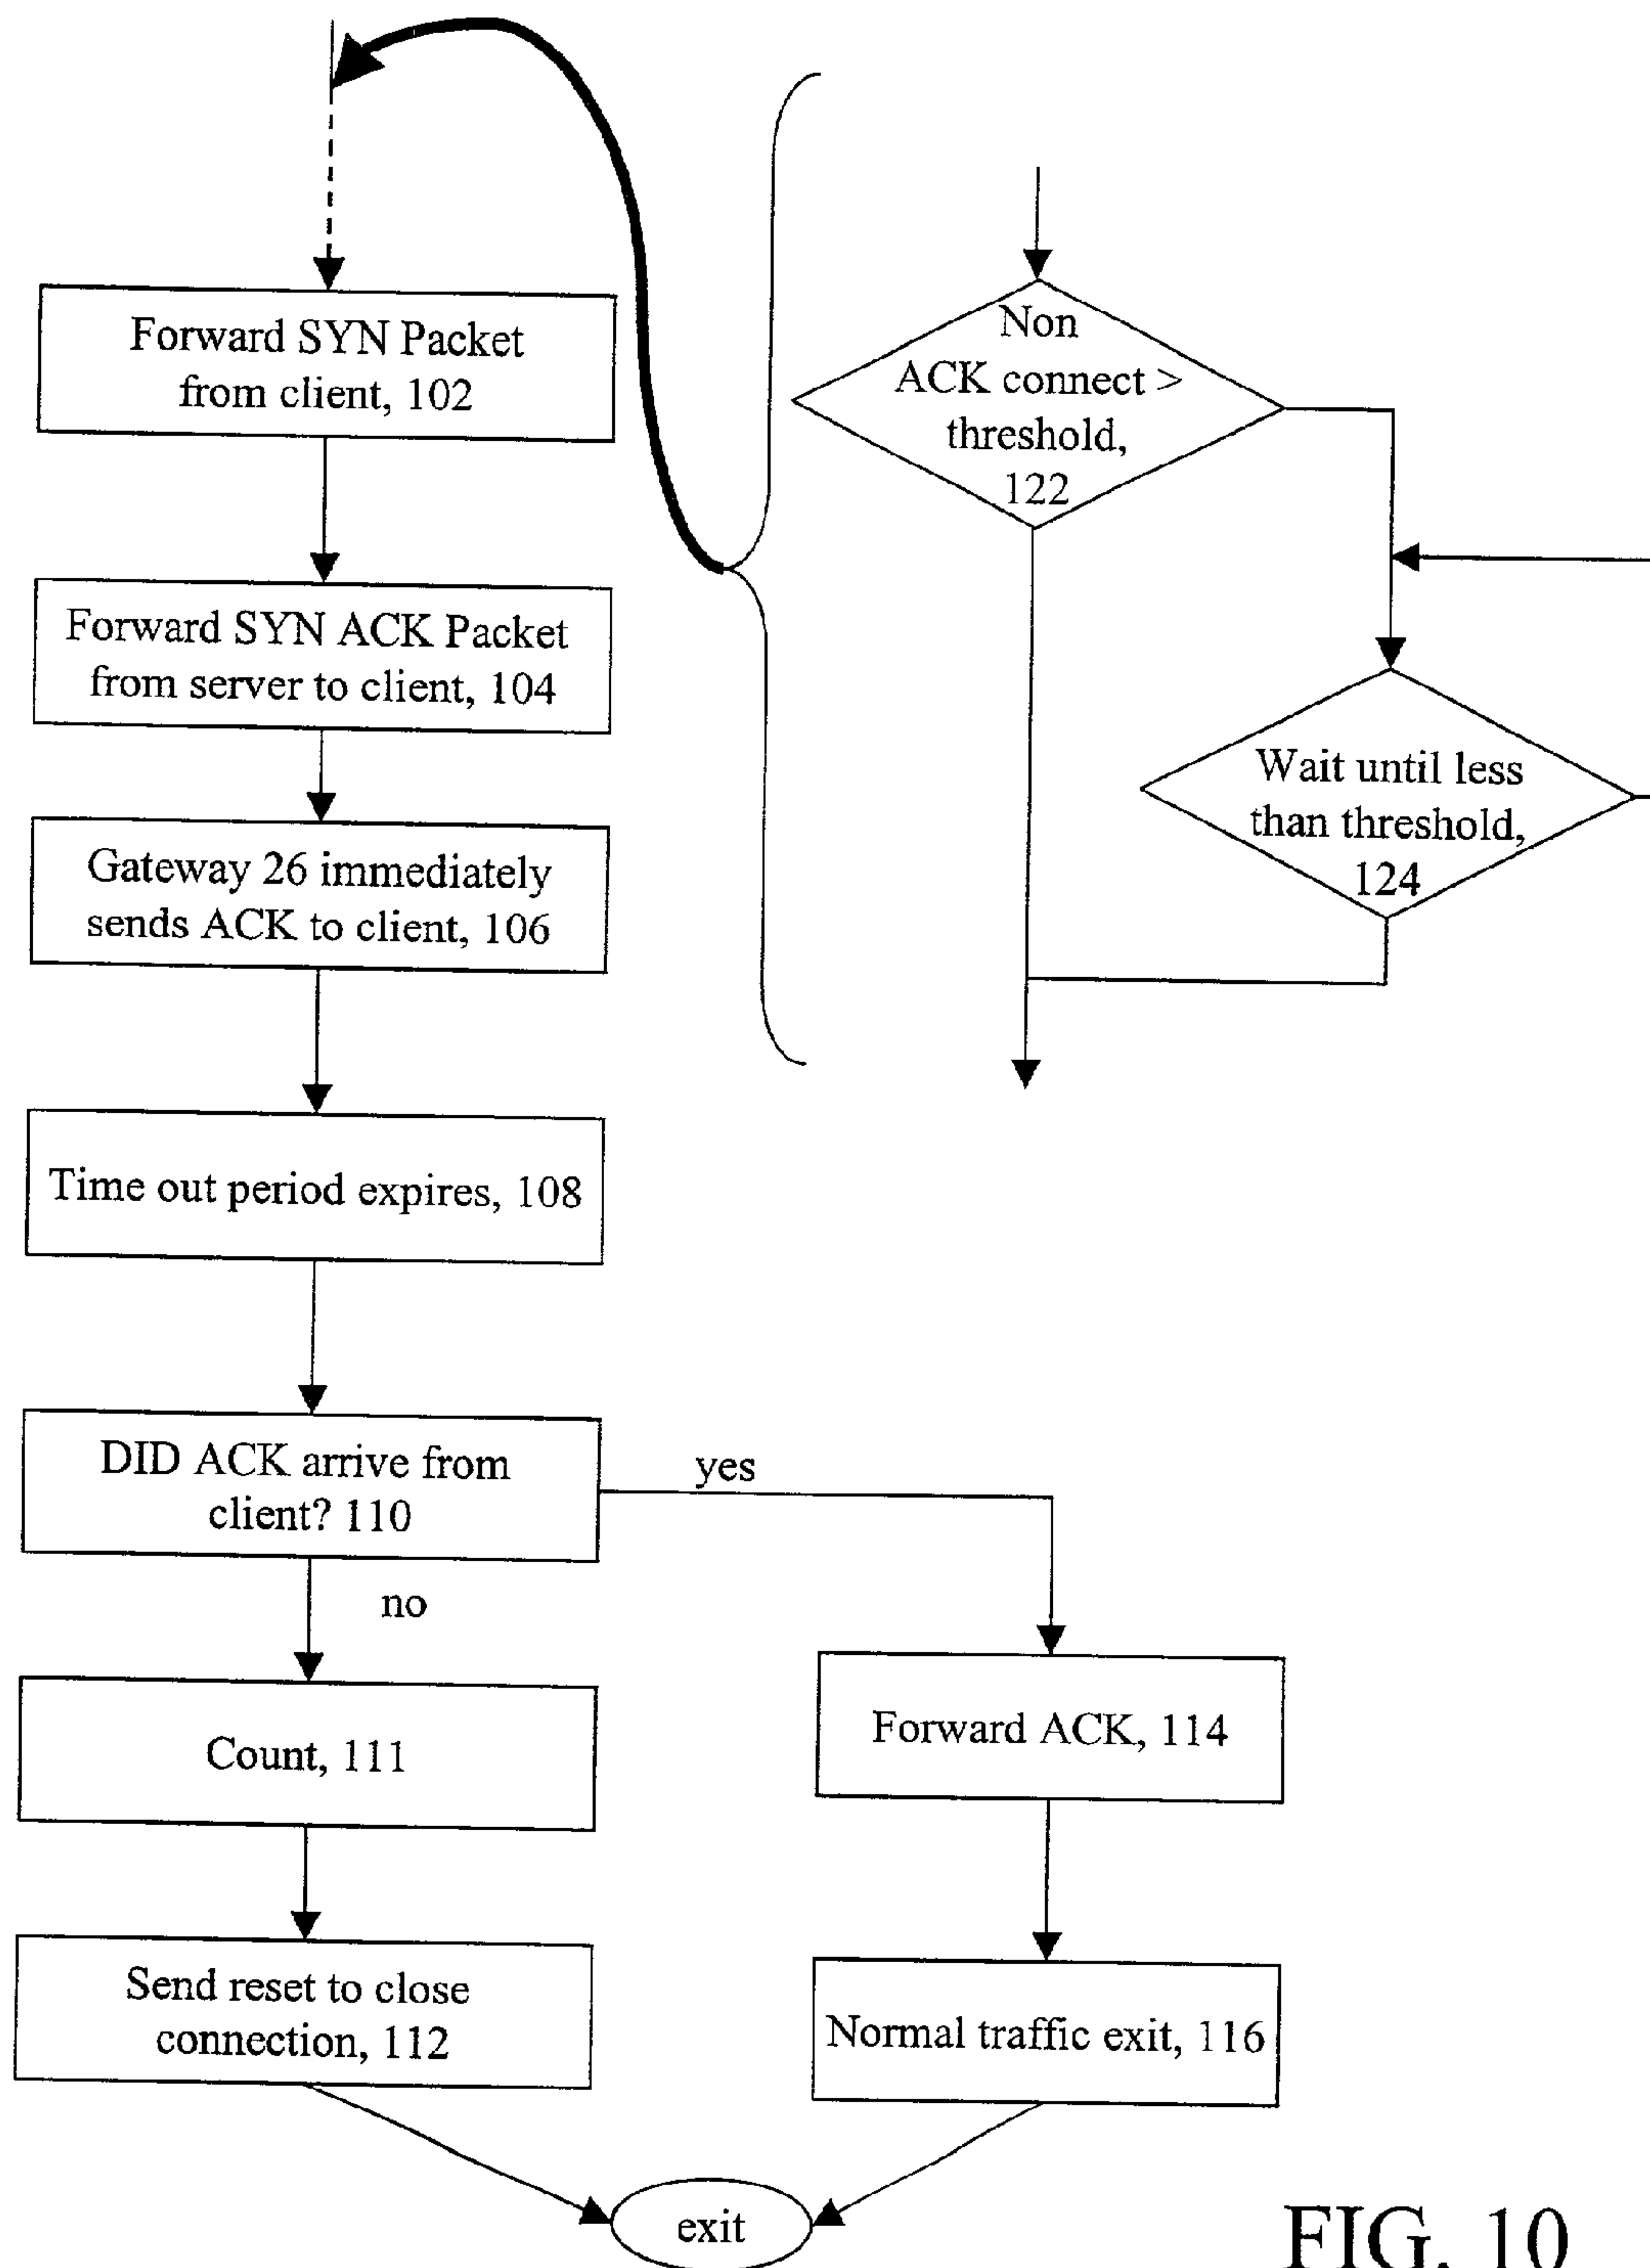 Forward SYN Packet
from client, 102
Forward SYN ACK Packet
from server to client, 104
Gateway 26 immediately
sends ACK to client, 106
Time out period expires, 108
DID ACK arrive from
client? 110
yes
no
Count, 111
Send reset to close
connection, 112
Forward ACK, 114
Normal traffic exit, 116
exit
Non
ACK connect >
threshold,
122
Wait until less
than threshold,
124
FIG. 10